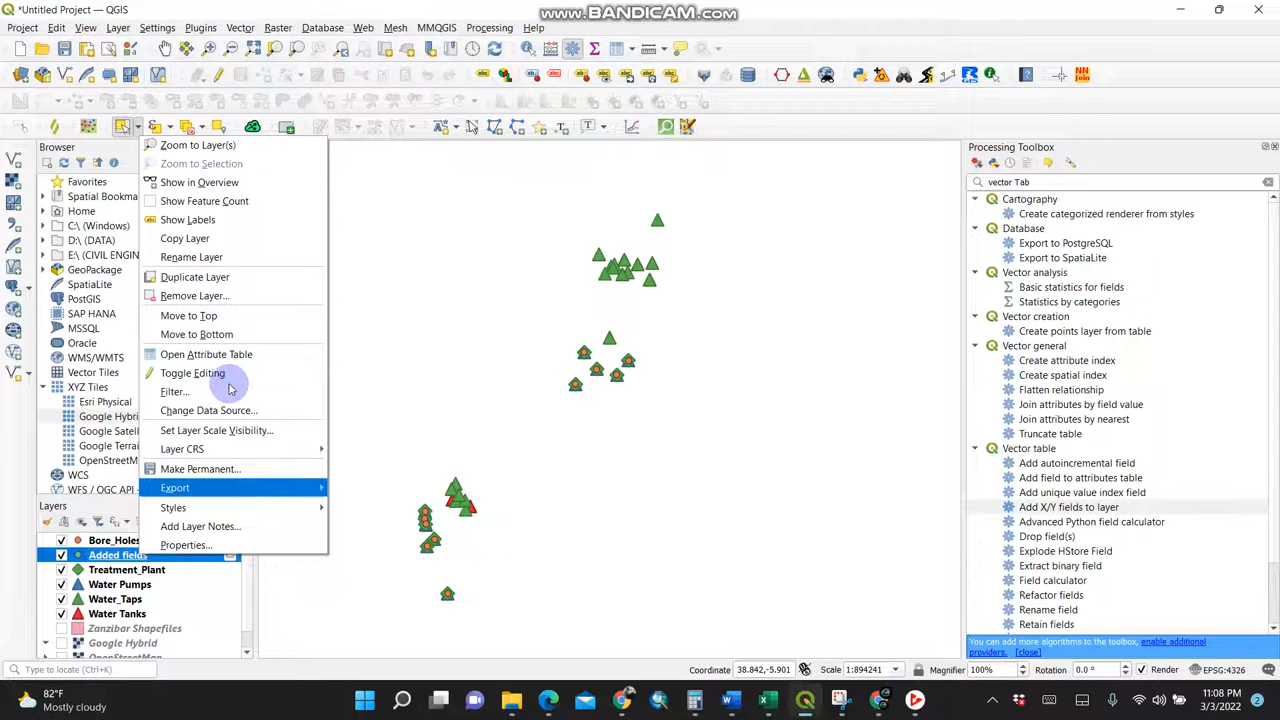 *Untitled Project — QGIS
www.BANDICAM.com
Project Edit View Layer Settings Plugins Vector Raster Database Web Mesh MMQGIS Processing Help
Browser
Favorites
Spatial Bookma
Home
C:\ (Windows)
D:\ (DATA)
E:\ (CIVIL ENGIN
GeoPackage
SpatiaLite
PostGIS
SAP HANA
MSSQL
Oracle
WMS/WMTS
Vector Tiles
XYZ Tiles
Esri Physical
Google Hybri
Google Satell
Google Terrai
OpenStreetM
WCS
WFS / OGC API -
Layers
Bore_Holes
Added fields
Treatment_Plant
Water Pumps
Water_Taps
Water Tanks
Zanzibar Shapefiles
Google Hybrid
OpenStreetMap
Zoom to Layer(s)
Zoom to Selection
Show in Overview
Show Feature Count
Show Labels
Copy Layer
Rename Layer
Duplicate Layer
Remove Layer...
Move to Top
Move to Bottom
Open Attribute Table
Toggle Editing
Filter...
Change Data Source...
Set Layer Scale Visibility...
Layer CRS
Make Permanent...
Export
Styles
Add Layer Notes...
Properties...
Processing Toolbox
vector Tab
Cartography
Create categorized renderer from styles
Database
Export to PostgreSQL
Export to SpatiaLite
Vector analysis
Basic statistics for fields
Statistics by categories
Vector creation
Create points layer from table
Vector general
Create attribute index
Create spatial index
Flatten relationship
Join attributes by field value
Join attributes by nearest
Truncate table
Vector table
Add autoincremental field
Add field to attributes table
Add unique value index field
Add X/Y fields to layer
Advanced Python field calculator
Drop field(s)
Explode HStore Field
Extract binary field
Field calculator
Refactor fields
Rename field
Retain fields
You can add more algorithms to the toolbox, enable additional
providers. [close]
Type to locate (Ctrl+K)
Coordinate 38.842,-5.901 Scale 1:894241 Magnifier 100% Rotation 0.0 ° Render EPSG:4326
82°F
Mostly cloudy
11:08 PM